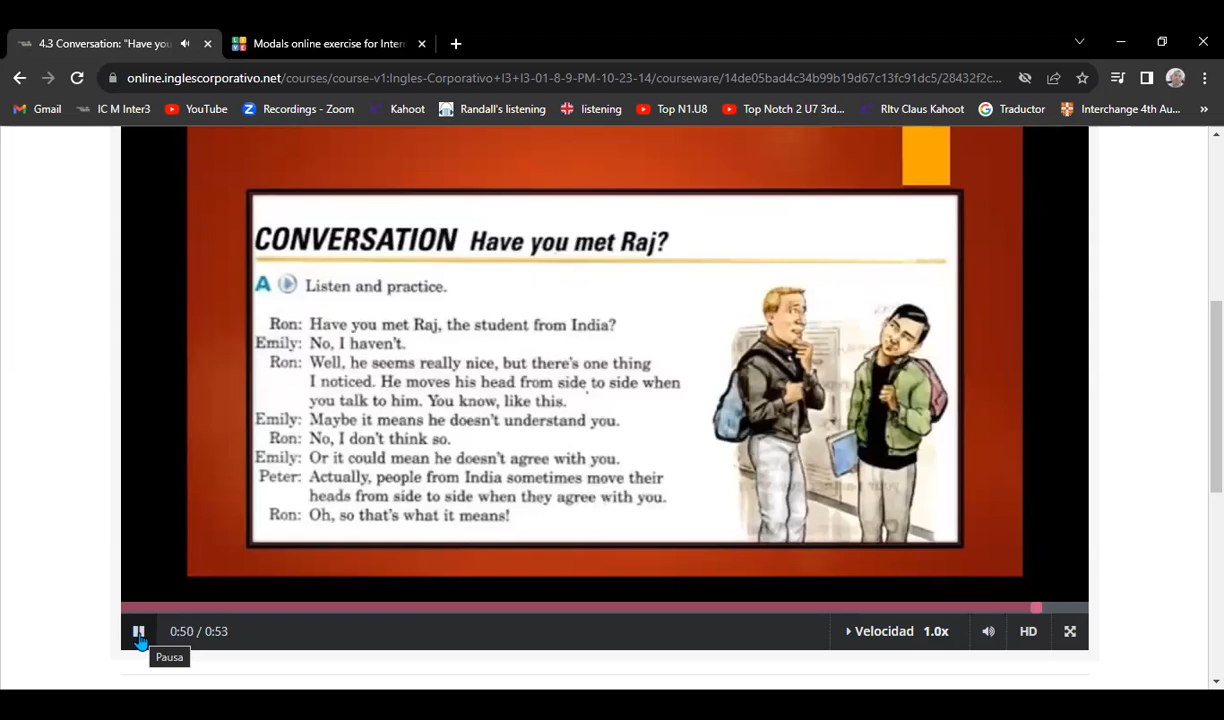 4.3 Conversation: "Have you
Modals online exercise for Inter
online.inglescorporativo.net/courses/course-v1:Ingles-Corporativo+I3+I3-01-8-9-PM-10-23-14/courseware/14de05bad4c34b99b19d67c13fc91dc5/28432f2c...
Gmail
IC M Inter3
YouTube
Recordings - Zoom
Kahoot
Randall's listening
listening
Top N1.U8
Top Notch 2 U7 3rd...
Rltv Claus Kahoot
Traductor
Interchange 4th Au...
CONVERSATION Have you met Raj?
A Listen and practice.
Ron: Have you met Raj, the student from India?
Emily: No, I haven't.
Ron: Well, he seems really nice, but there's one thing
I noticed. He moves his head from side to side when
you talk to him. You know, like this.
Emily: Maybe it means he doesn't understand you.
Ron: No, I don't think so.
Emily: Or it could mean he doesn't agree with you.
Peter: Actually, people from India sometimes move their
heads from side to side when they agree with you.
Ron: Oh, so that's what it means!
0:50 / 0:53
Velocidad 1.0x
HD
Pausa